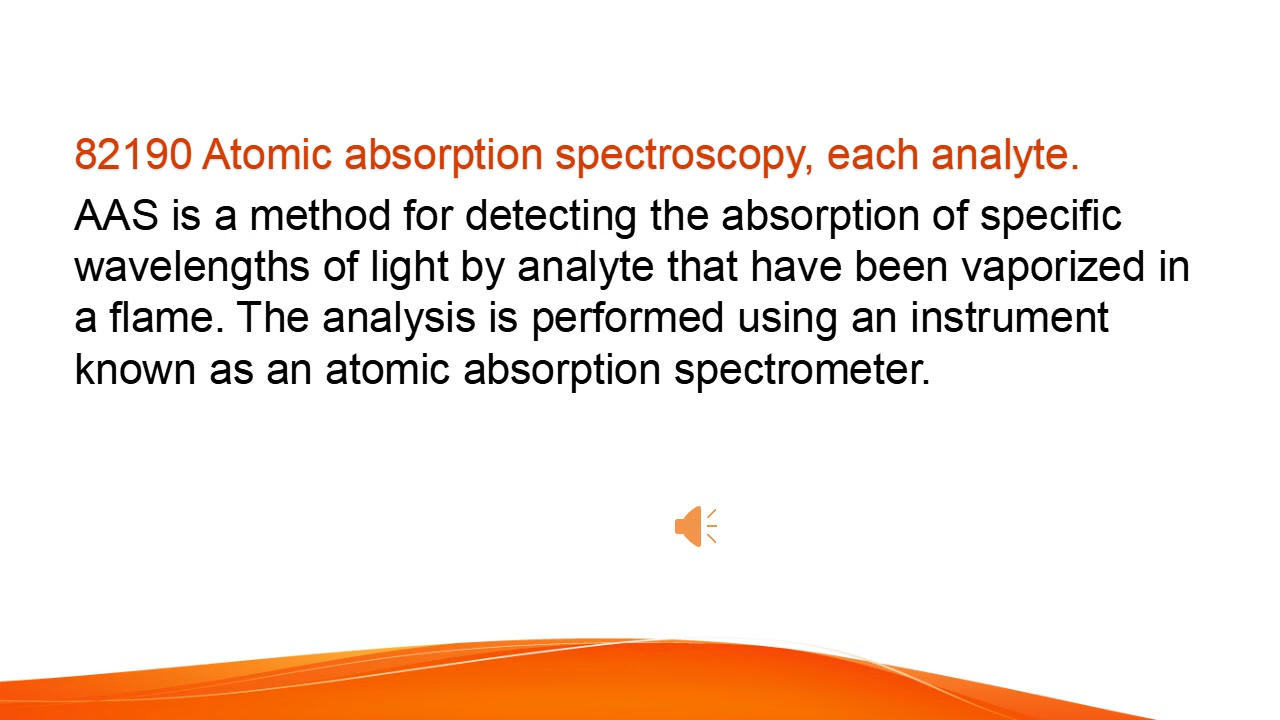 82190 Atomic absorption spectroscopy, each analyte.
AAS is a method for detecting the absorption of specific
wavelengths of light by analyte that have been vaporized in
a flame. The analysis is performed using an instrument
known as an atomic absorption spectrometer.